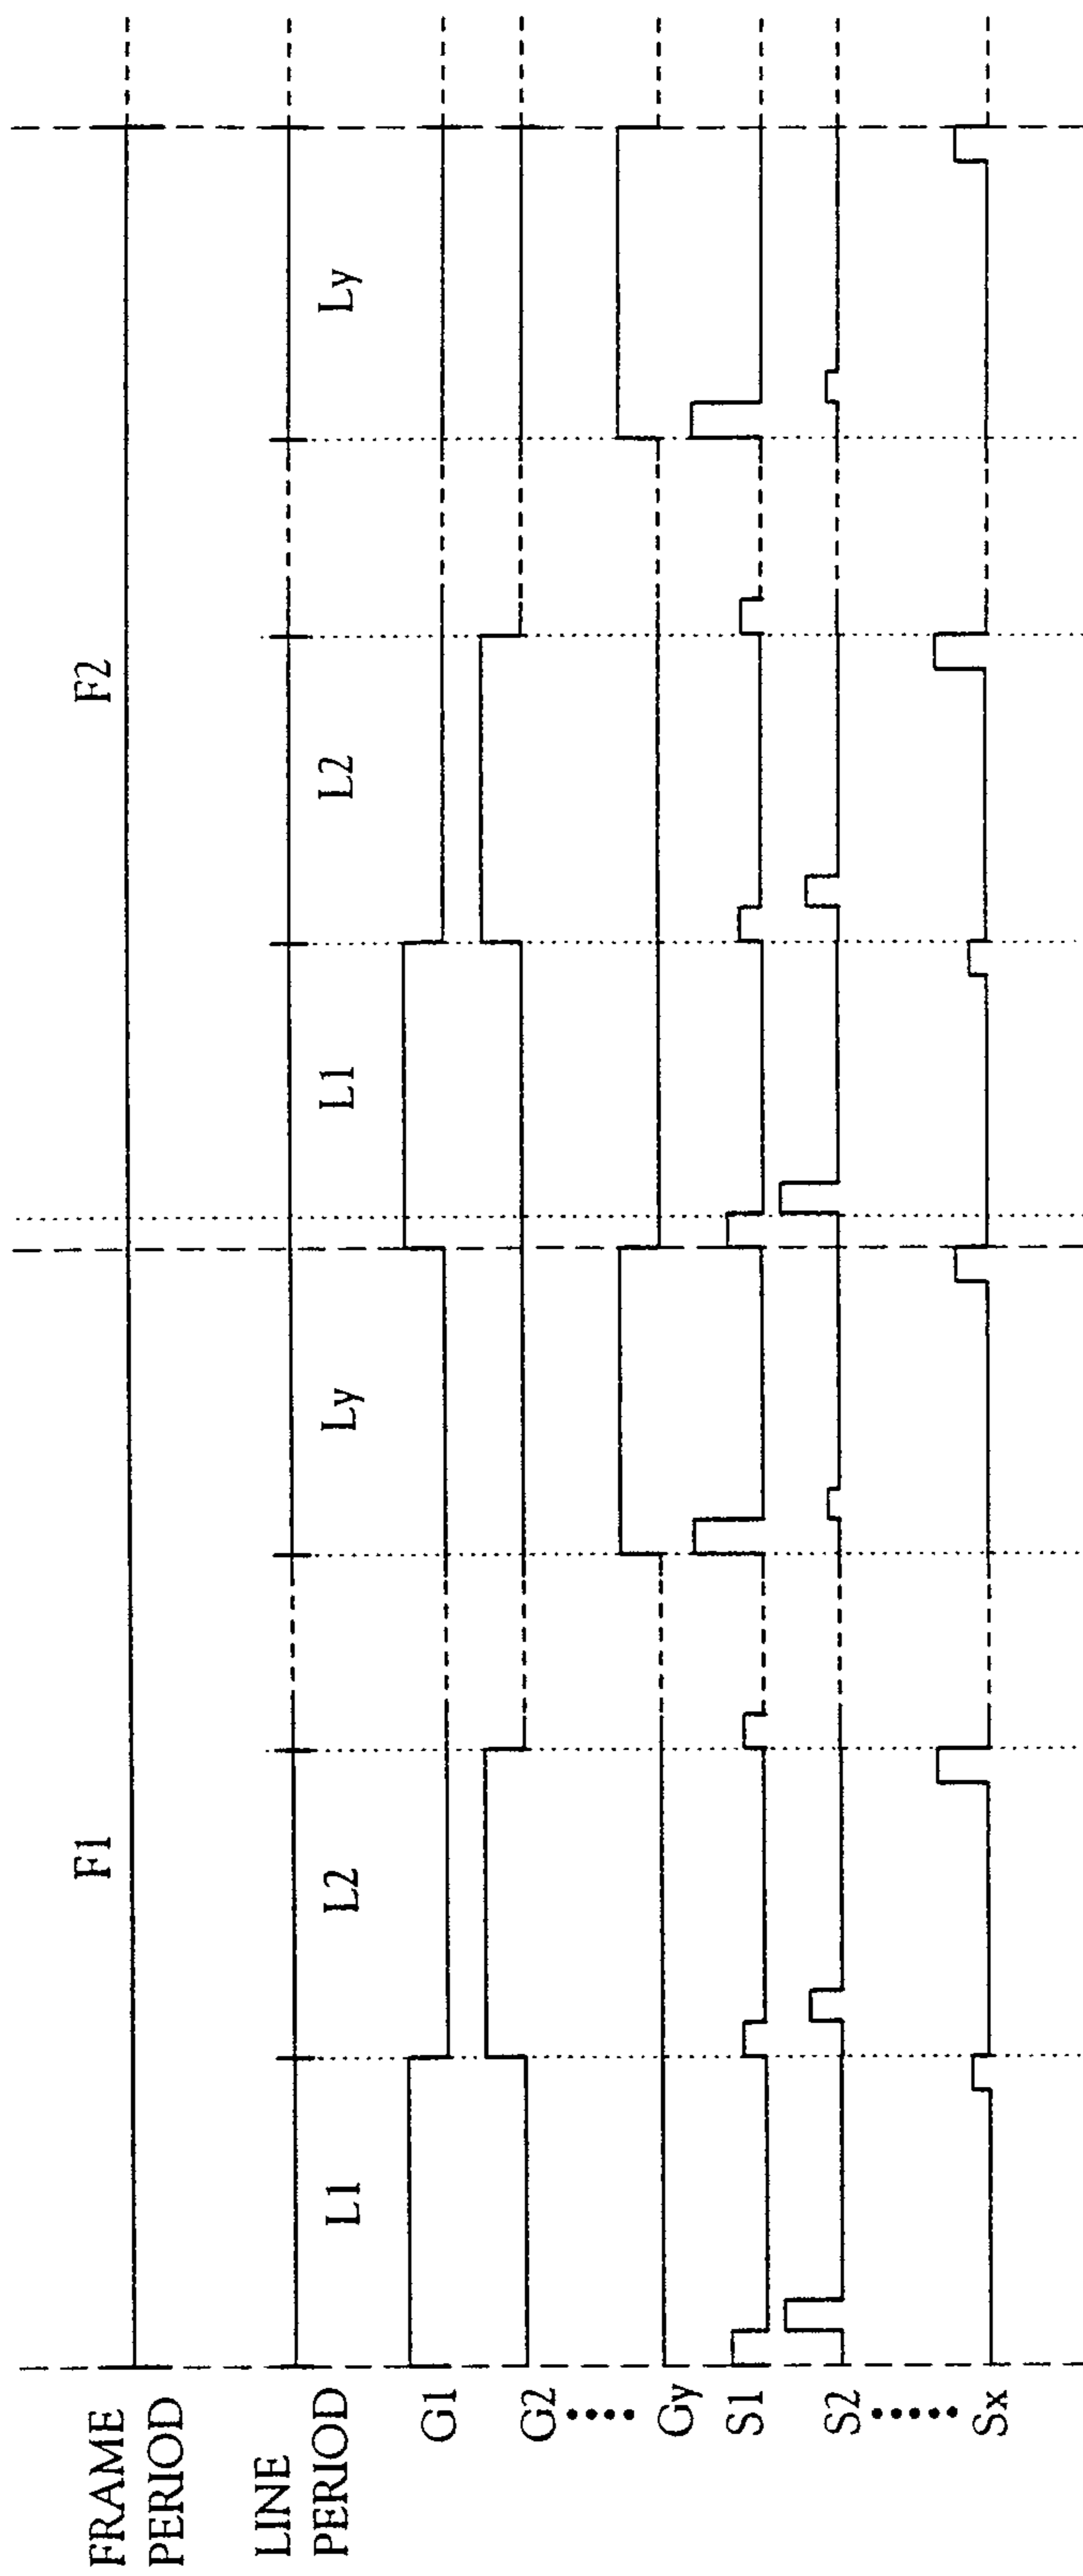 FRAME
PERIOD
F1
F2
LINE
PERIOD
L1
L2
Ly
L1
L2
Ly
G1
G2
Gy
S1
S2
Sx